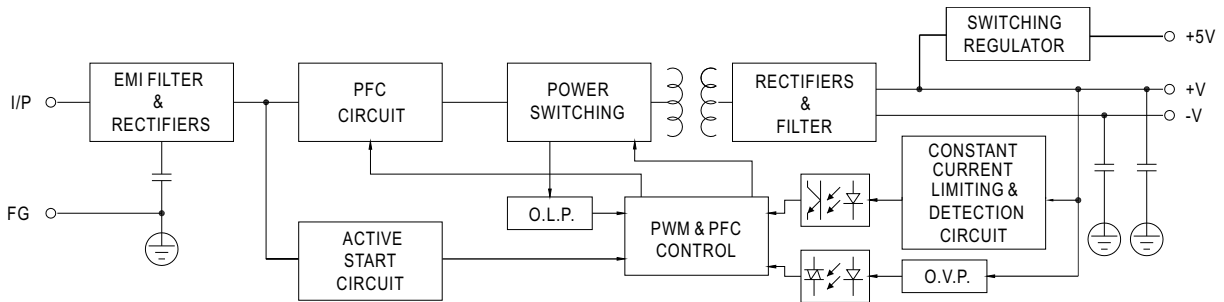 SWITCHING
REGULATOR
+5V
I/P
EMI FILTER
&
RECTIFIERS
PFC
CIRCUIT
POWER
SWITCHING
RECTIFIERS
&
FILTER
+V
-V
FG
O.L.P.
PWM & PFC
CONTROL
CONSTANT
CURRENT
LIMITING &
DETECTION
CIRCUIT
ACTIVE
START
CIRCUIT
O.V.P.